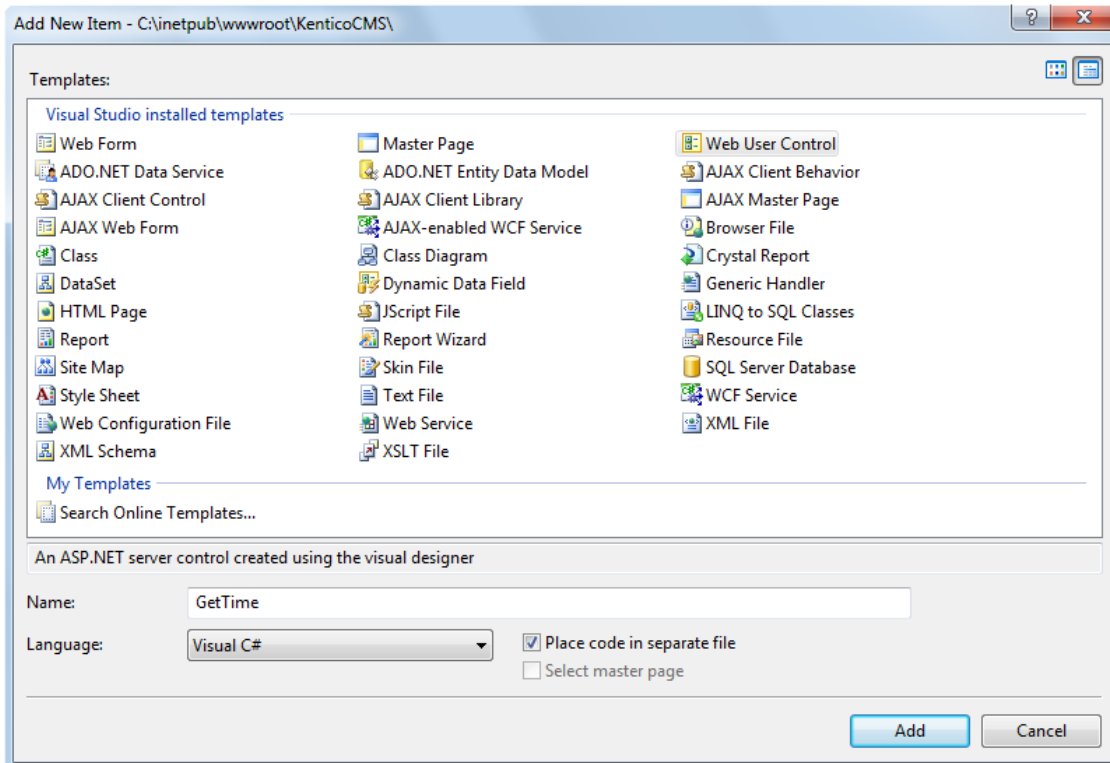 Add New Item - C:\inetpub\wwwroot\KenticoCMS\
Templates:
Visual Studio installed templates
Web Form Master Page Web User Control
ADO.NET Data Service ADO.NET Entity Data Model AJAX Client Behavior
AJAX Client Control AJAX Client Library AJAX Master Page
AJAX Web Form AJAX-enabled WCF Service Browser File
Class Class Diagram Crystal Report
DataSet Dynamic Data Field Generic Handler
HTML Page JScript File LINQ to SQL Classes
Report Report Wizard Resource File
Site Map Skin File SQL Server Database
Style Sheet Text File WCF Service
Web Configuration File Web Service XML File
XML Schema XSLT File
My Templates
Search Online Templates...
An ASP.NET server control created using the visual designer
Name: GetTime
Language: Visual C# Place code in separate file
Select master page
Add Cancel